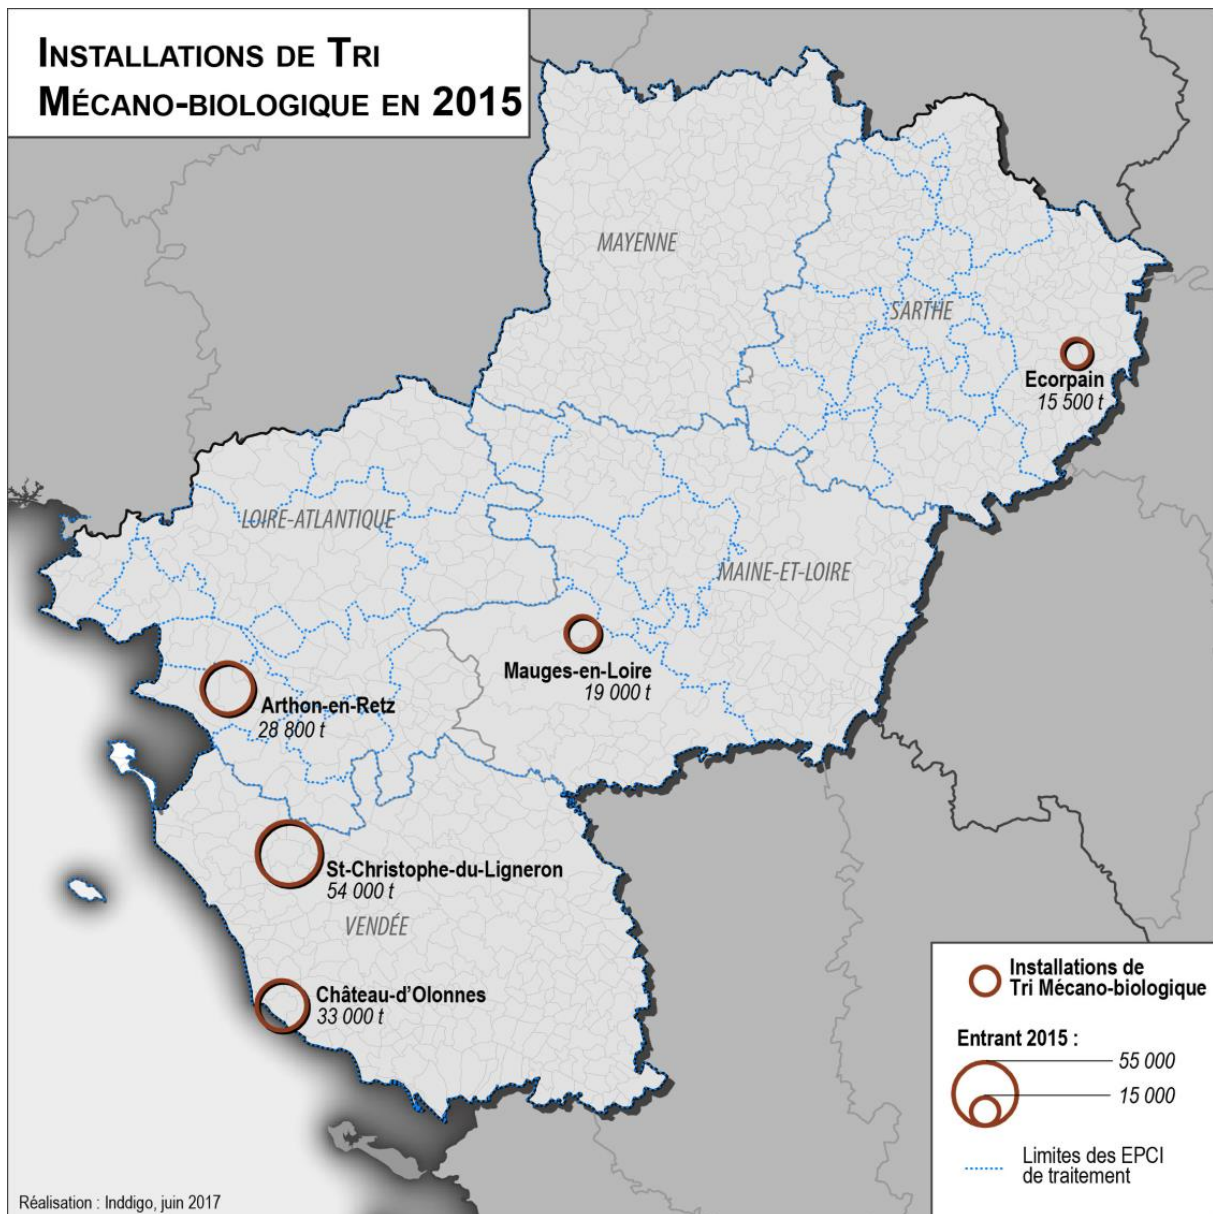 INSTALLATIONS DE TRI
MÉCANO-BIOLOGIQUE EN 2015
MAYENNE
SARTHE
Ecorpain
15 500 t
LOIRE-ATLANTIQUE
MAINE-ET-LOIRE
Mauges-en-Loire
19 000 t
Arthon-en-Retz
28 800 t
St-Christophe-du-Ligneron
54 000 t
VENDÉE
Château-d'Olonnes
33 000 t
Installations de
Tri Mécano-biologique
Entrant 2015 :
55 000
15 000
Limites des EPCI
de traitement
Réalisation : Inddigo, juin 2017